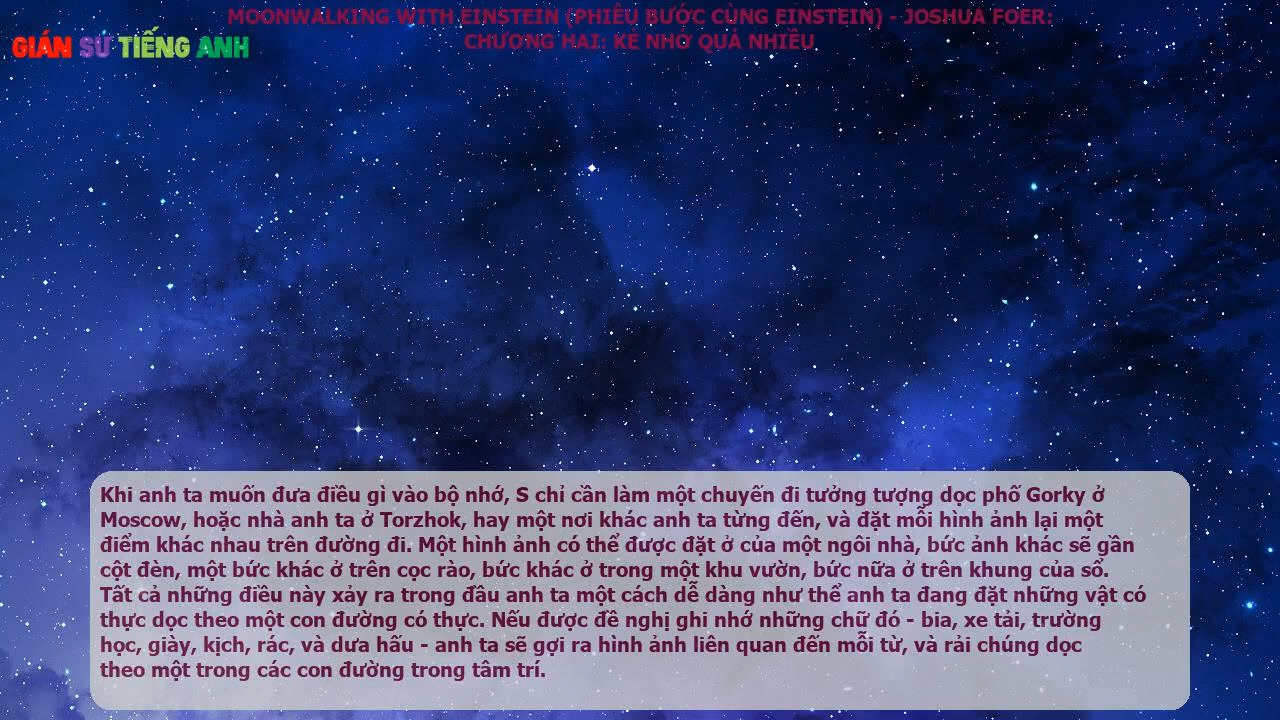 MOONWALKING WITH EINSTEIN (PHIÊU BƯỚC CÙNG EINSTEIN) - JOSHUA FOER:
CHƯƠNG HAI: KẺ NHỚ QUÁ NHIỀU
GIÁN SƯ TIẾNG ANH
Khi anh ta muốn đưa điều gì vào bộ nhớ, S chỉ cần làm một chuyến đi tưởng tượng dọc phố Gorky ở
Moscow, hoặc nhà anh ta ở Torzhok, hay một nơi khác anh ta từng đến, và đặt mỗi hình ảnh lại một
điểm khác nhau trên đường đi. Một hình ảnh có thể được đặt ở của một ngôi nhà, bức ảnh khác sẽ gần
cột đèn, một bức khác ở trên cọc rào, bức khác ở trong một khu vườn, bức nữa ở trên khung của sổ.
Tất cả những điều này xảy ra trong đầu anh ta một cách dễ dàng như thể anh ta đang đặt những vật có
thực dọc theo một con đường có thực. Nếu được đề nghị ghi nhớ những chữ đó - bia, xe tải, trường
học, giày, kịch, rác, và dưa hấu - anh ta sẽ gợi ra hình ảnh liên quan đến mỗi từ, và rải chúng dọc
theo một trong các con đường trong tâm trí.